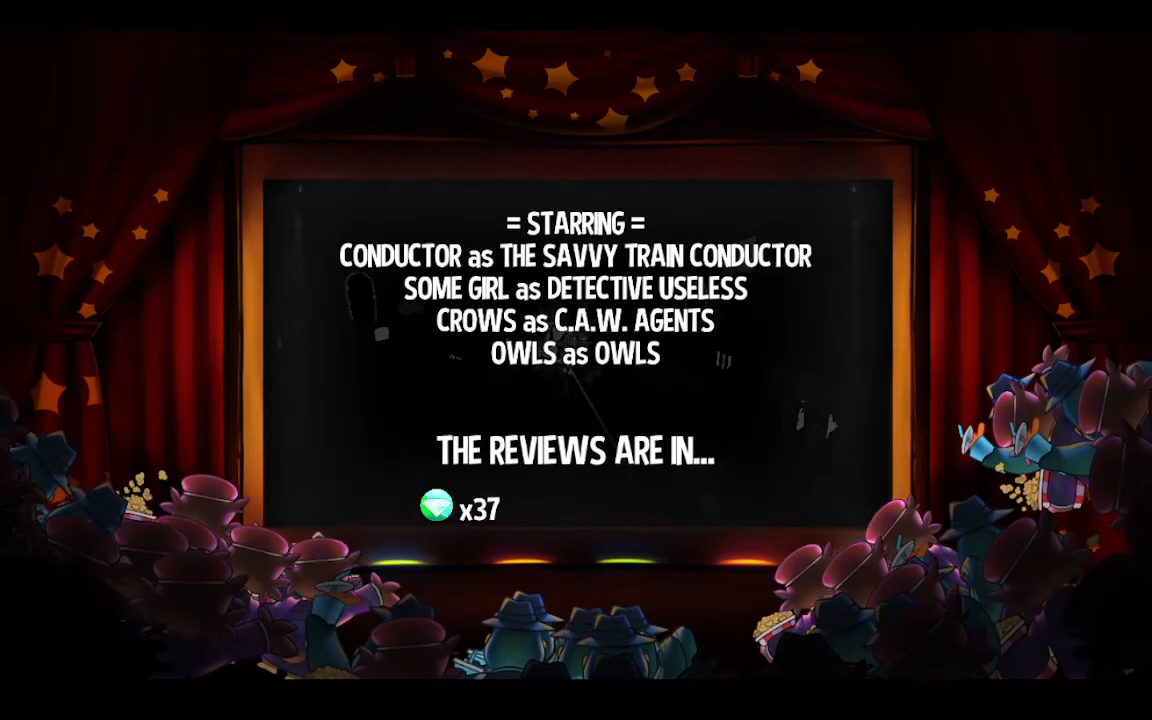 = STARRING =
CONDUCTOR as THE SAVVY TRAIN CONDUCTOR
SOME GIRL as DETECTIVE USELESS
CROWS as C.A.W. AGENTS
OWLS as OWLS
THE REVIEWS ARE IN...
x37